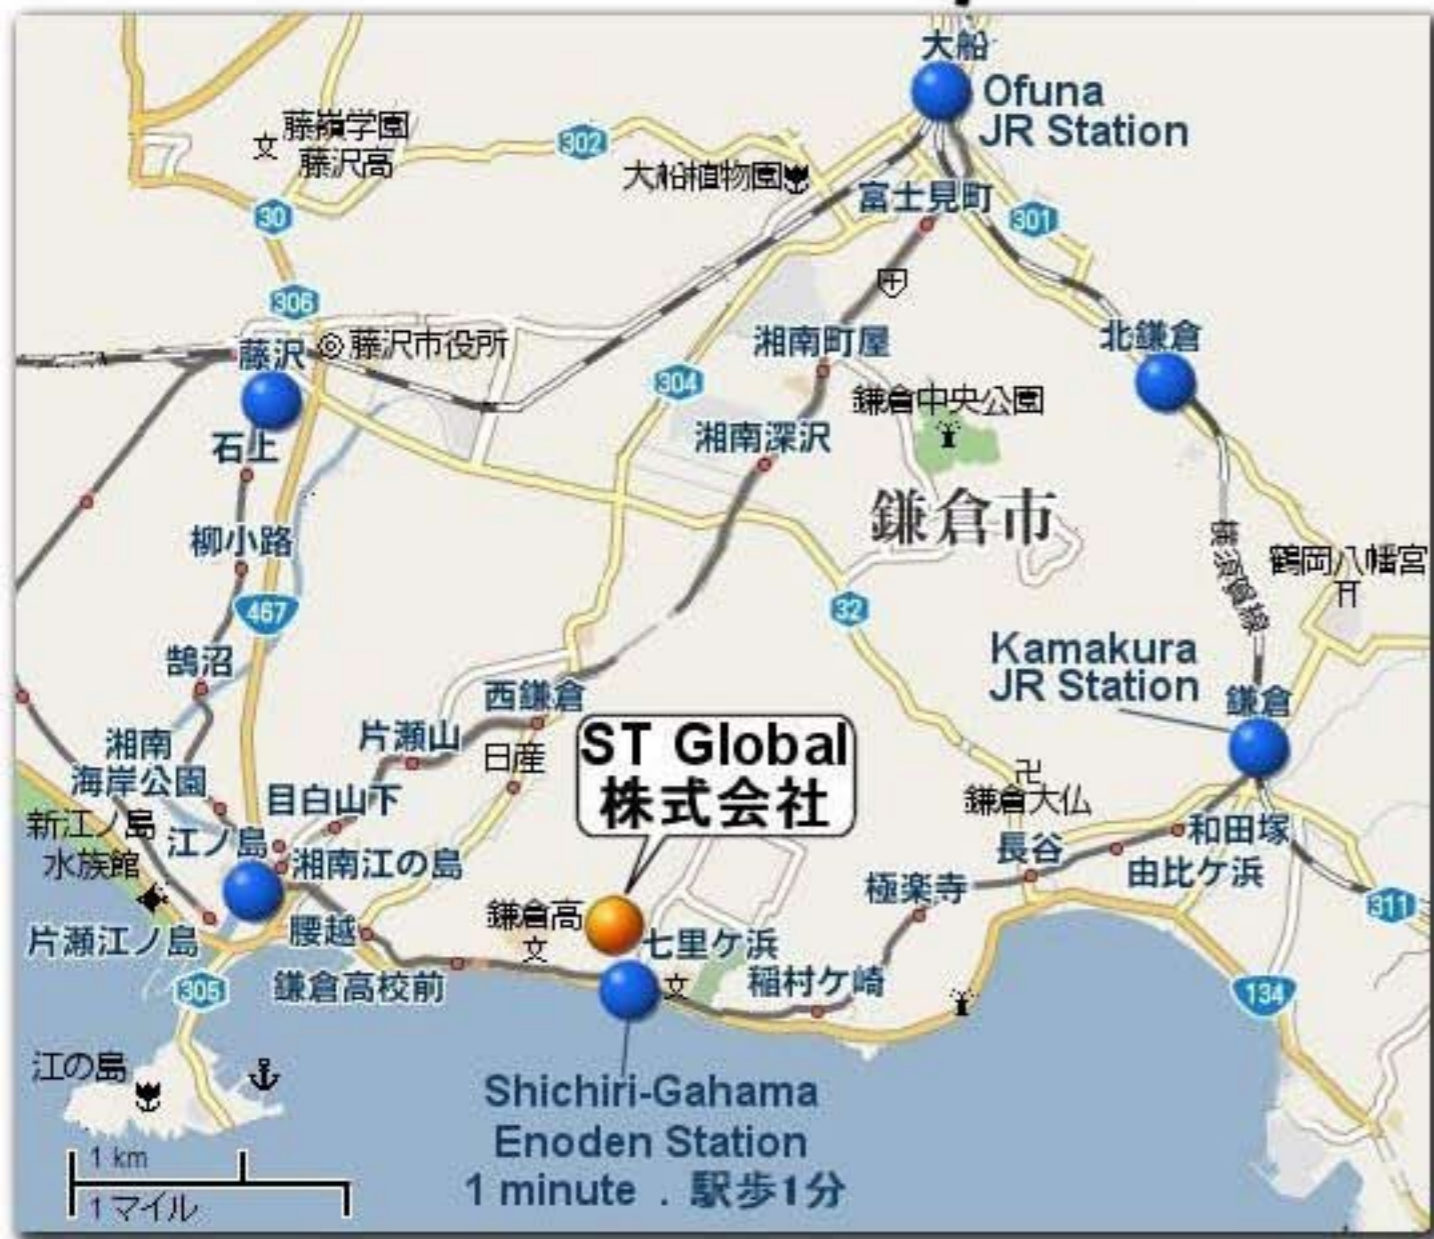 大船
Ofuna
JR Station
藤嶺学園
藤沢高
302
大船植物園
富士見町
301
30
306
藤沢
藤沢市役所
湘南町屋
北鎌倉
304
鎌倉中央公園
石上
湘南深沢
鎌倉市
柳小路
横須賀線
鶴岡八幡宮
467
32
Kamakura
JR Station
鵠沼
西鎌倉
鎌倉
湘南
海岸公園
片瀬山
日産
ST Global
株式会社
目白山下
鎌倉大仏
新江ノ島
水族館
江ノ島
湘南江の島
長谷
和田塚
由比ケ浜
極楽寺
311
片瀬江ノ島
腰越
鎌倉高
七里ケ浜
305
鎌倉高校前
稲村ケ崎
134
江の島
Shichiri-Gahama
Enoden Station
1 minute . 駅歩1分
1 km
1 マイル